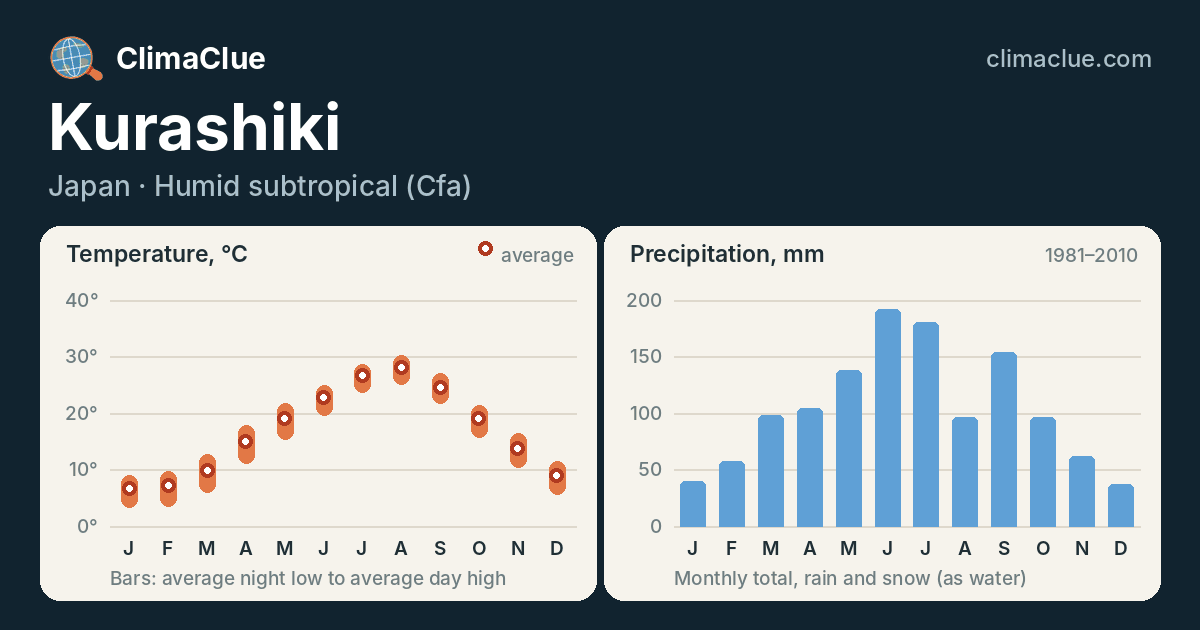 ClimaClue
climaclue.com
Kurashiki
Japan · Humid subtropical (Cfa)
Temperature, °C
average
40°
30°
20°
10°
0°
J F M A M J J A S O N D
Bars: average night low to average day high
Precipitation, mm
1981–2010
200
150
100
50
0
J F M A M J J A S O N D
Monthly total, rain and snow (as water)